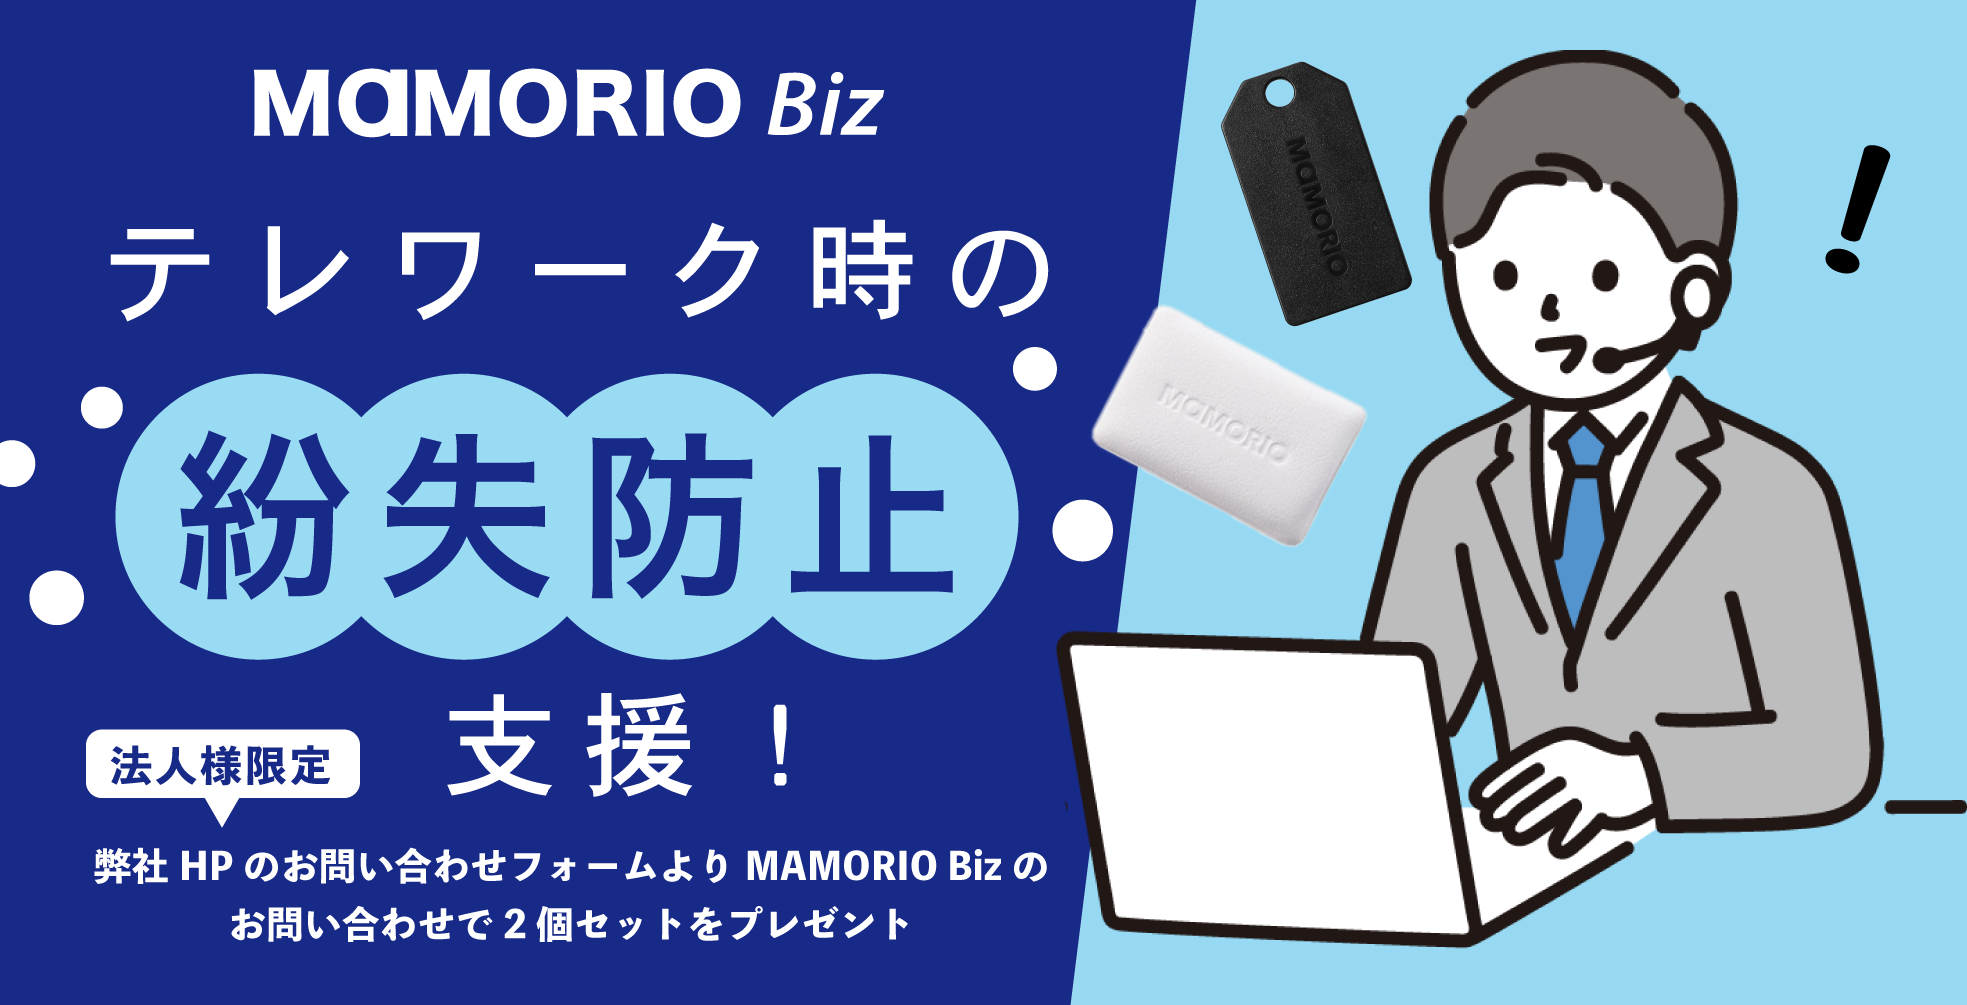 MAMORIO Biz
テレワーク時の
紛失防止
支援！
法人様限定
弊社 HP のお問い合わせフォームより MAMORIO Biz の
お問い合わせで 2 個セットをプレゼント
MAMORIO
MAMORIO
!